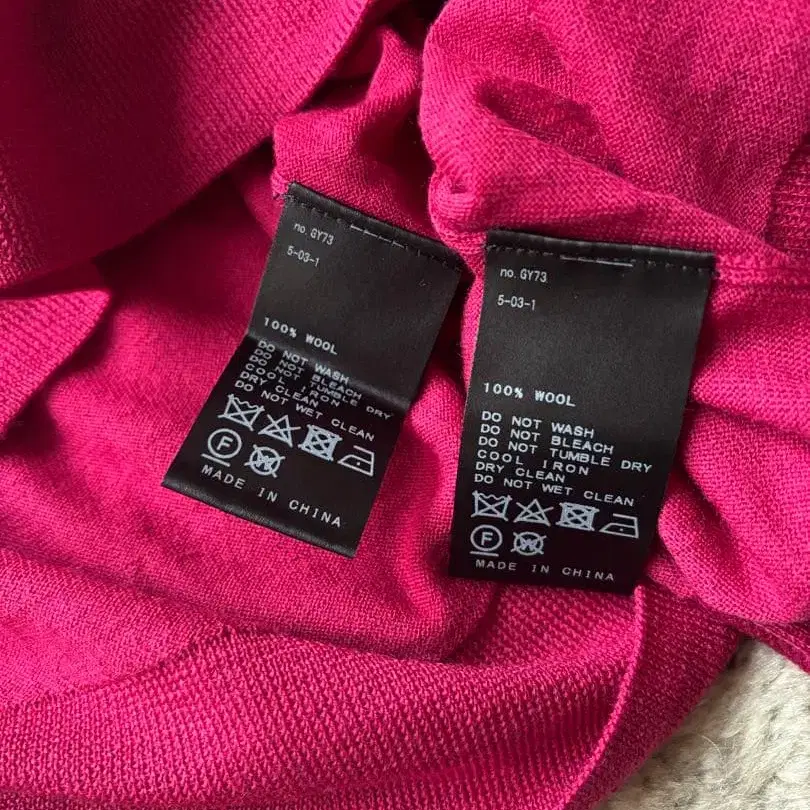 no. GY73
5-03-1
100% WOOL
DO NOT WASH
DO NOT BLEACH
DO NOT TUMBLE DRY
COOL IRON
DRY CLEAN
DO NOT WET CLEAN
F W
MADE IN CHINA
no. GY73
5-03-1
100% WOOL
DO NOT WASH
DO NOT BLEACH
DO NOT TUMBLE DRY
COOL IRON
DRY CLEAN
DO NOT WET CLEAN
F W
MADE IN CHINA